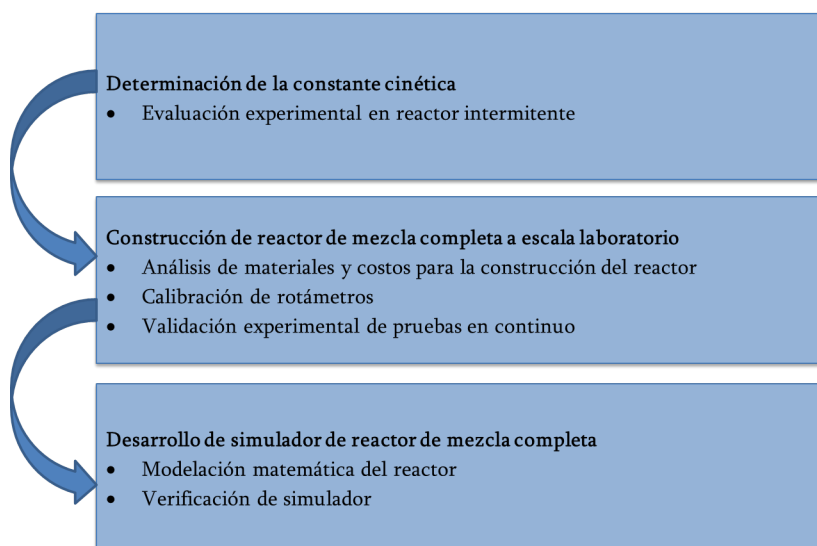 Determinación de la constante cinética
• Evaluación experimental en reactor intermitente
Construcción de reactor de mezcla completa a escala laboratorio
• Análisis de materiales y costos para la construcción del reactor
• Calibración de rotámetros
• Validación experimental de pruebas en continuo
Desarrollo de simulador de reactor de mezcla completa
• Modelación matemática del reactor
• Verificación de simulador